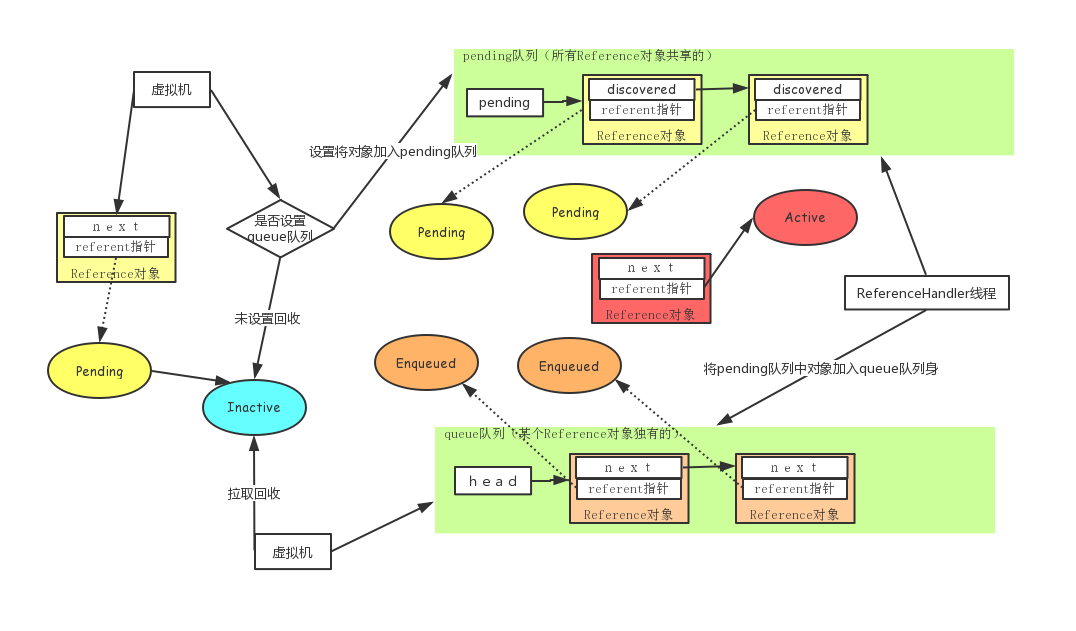 pending队列（所有Reference对象共享的）
虚拟机
pending
discovered
referent指针
Reference对象
discovered
referent指针
Reference对象
设置将对象加入pending队列
next
referent指针
Reference对象
是否设置
queue队列
Pending
Pending
Active
next
referent指针
Reference对象
ReferenceHandler线程
未设置回收
Pending
Inactive
Enqueued
Enqueued
将pending队列中对象加入queue队列身
queue队列（某个Reference对象独有的）
head
next
referent指针
Reference对象
next
referent指针
Reference对象
拉取回收
虚拟机